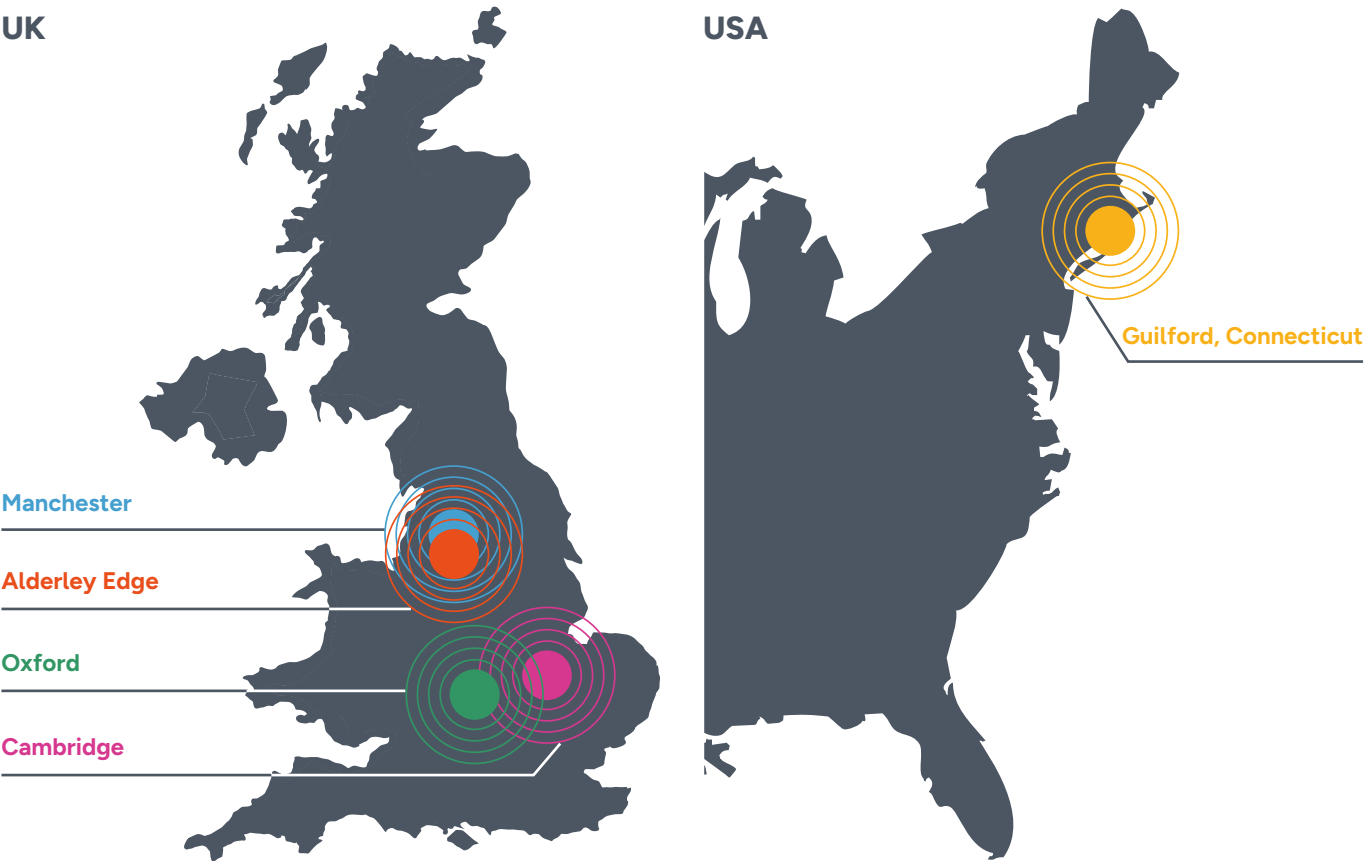 UK
Manchester
Alderley Edge
Oxford
Cambridge
USA
Guilford, Connecticut